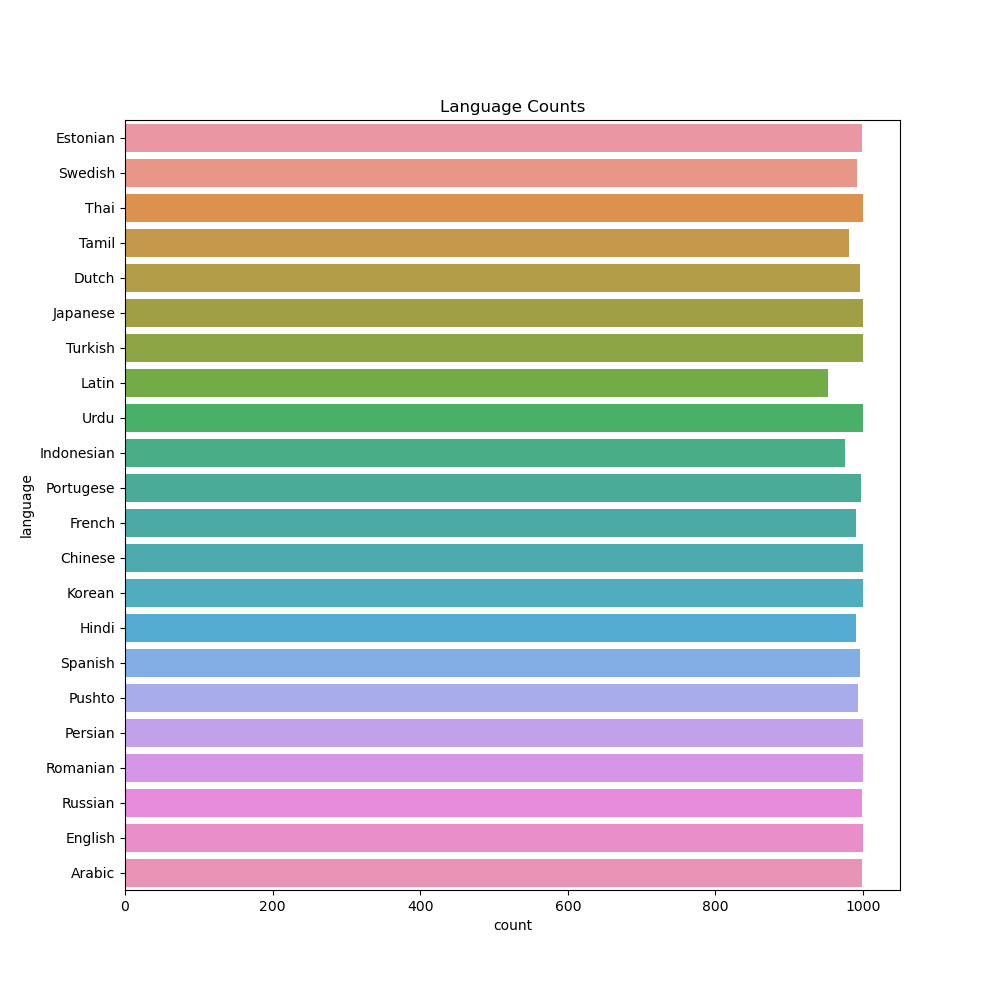 Language Counts
Estonian
Swedish
Thai
Tamil
Dutch
Japanese
Turkish
Latin
Urdu
Indonesian
Portugese
French
Chinese
Korean
Hindi
Spanish
Pushto
Persian
Romanian
Russian
English
Arabic
language
0 200 400 600 800 1000
count